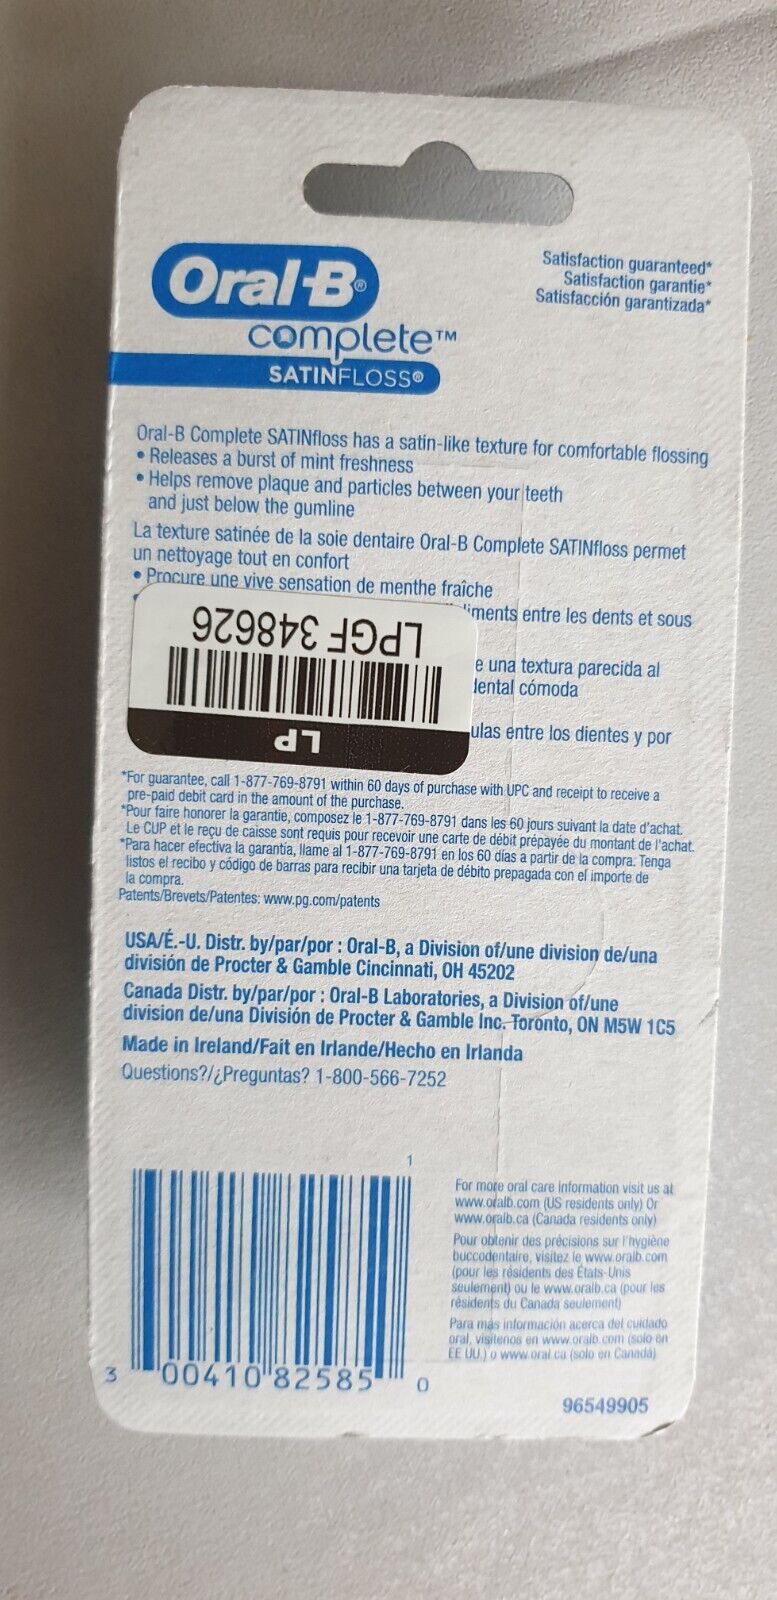 Oral-B®
complete™
SATINFLOSS®
Satisfaction guaranteed*
Satisfaction garantie*
Satisfacción garantizada*
Oral-B Complete SATINfloss has a satin-like texture for comfortable flossing
• Releases a burst of mint freshness
• Helps remove plaque and particles between your teeth
and just below the gumline
La texture satinée de la soie dentaire Oral-B Complete SATINfloss permet
un nettoyage tout en confort
• Procure une vive sensation de menthe fraîche
entre les dents et sous
una textura parecida al
cómoda
entre los dientes y por
LPGF 348626
LP
*For guarantee, call 1-877-769-8791 within 60 days of purchase with UPC and receipt to receive a
pre-paid debit card in the amount of the purchase.
*Pour faire honorer la garantie, composez le 1-877-769-8791 dans les 60 jours suivant la date d'achat.
Le CUP et le reçu de caisse sont requis pour recevoir une carte de débit prépayée du montant de l'achat.
*Para hacer efectiva la garantía, llame al 1-877-769-8791 en los 60 días a partir de la compra. Tenga
listos el recibo y código de barras para recibir una tarjeta de débito prepagada con el importe de
la compra.
Patents/Brevets/Patentes: www.pg.com/patents
USA/É.-U. Distr. by/par/por : Oral-B, a Division of/une division de/una
división de Procter & Gamble Cincinnati, OH 45202
Canada Distr. by/par/por : Oral-B Laboratories, a Division of/une
division de/una División de Procter & Gamble Inc. Toronto, ON M5W 1C5
Made in Ireland/Fait en Irlande/Hecho en Irlanda
Questions?/¿Preguntas? 1-800-566-7252
1
3 00410 82585 0
For more oral care information visit us at
www.oralb.com (US residents only) Or
www.oralb.ca (Canada residents only)
Pour obtenir des précisions sur l'hygiène
buccodentaire, visitez le www.oralb.com
(pour les résidents des États-Unis
seulement) ou le www.oralb.ca (pour les
résidents du Canada seulement)
Para más información acerca del cuidado
oral, visítenos en www.oralb.com (solo en
EE UU.) o www.oral.ca (solo en Canadá)
96549905